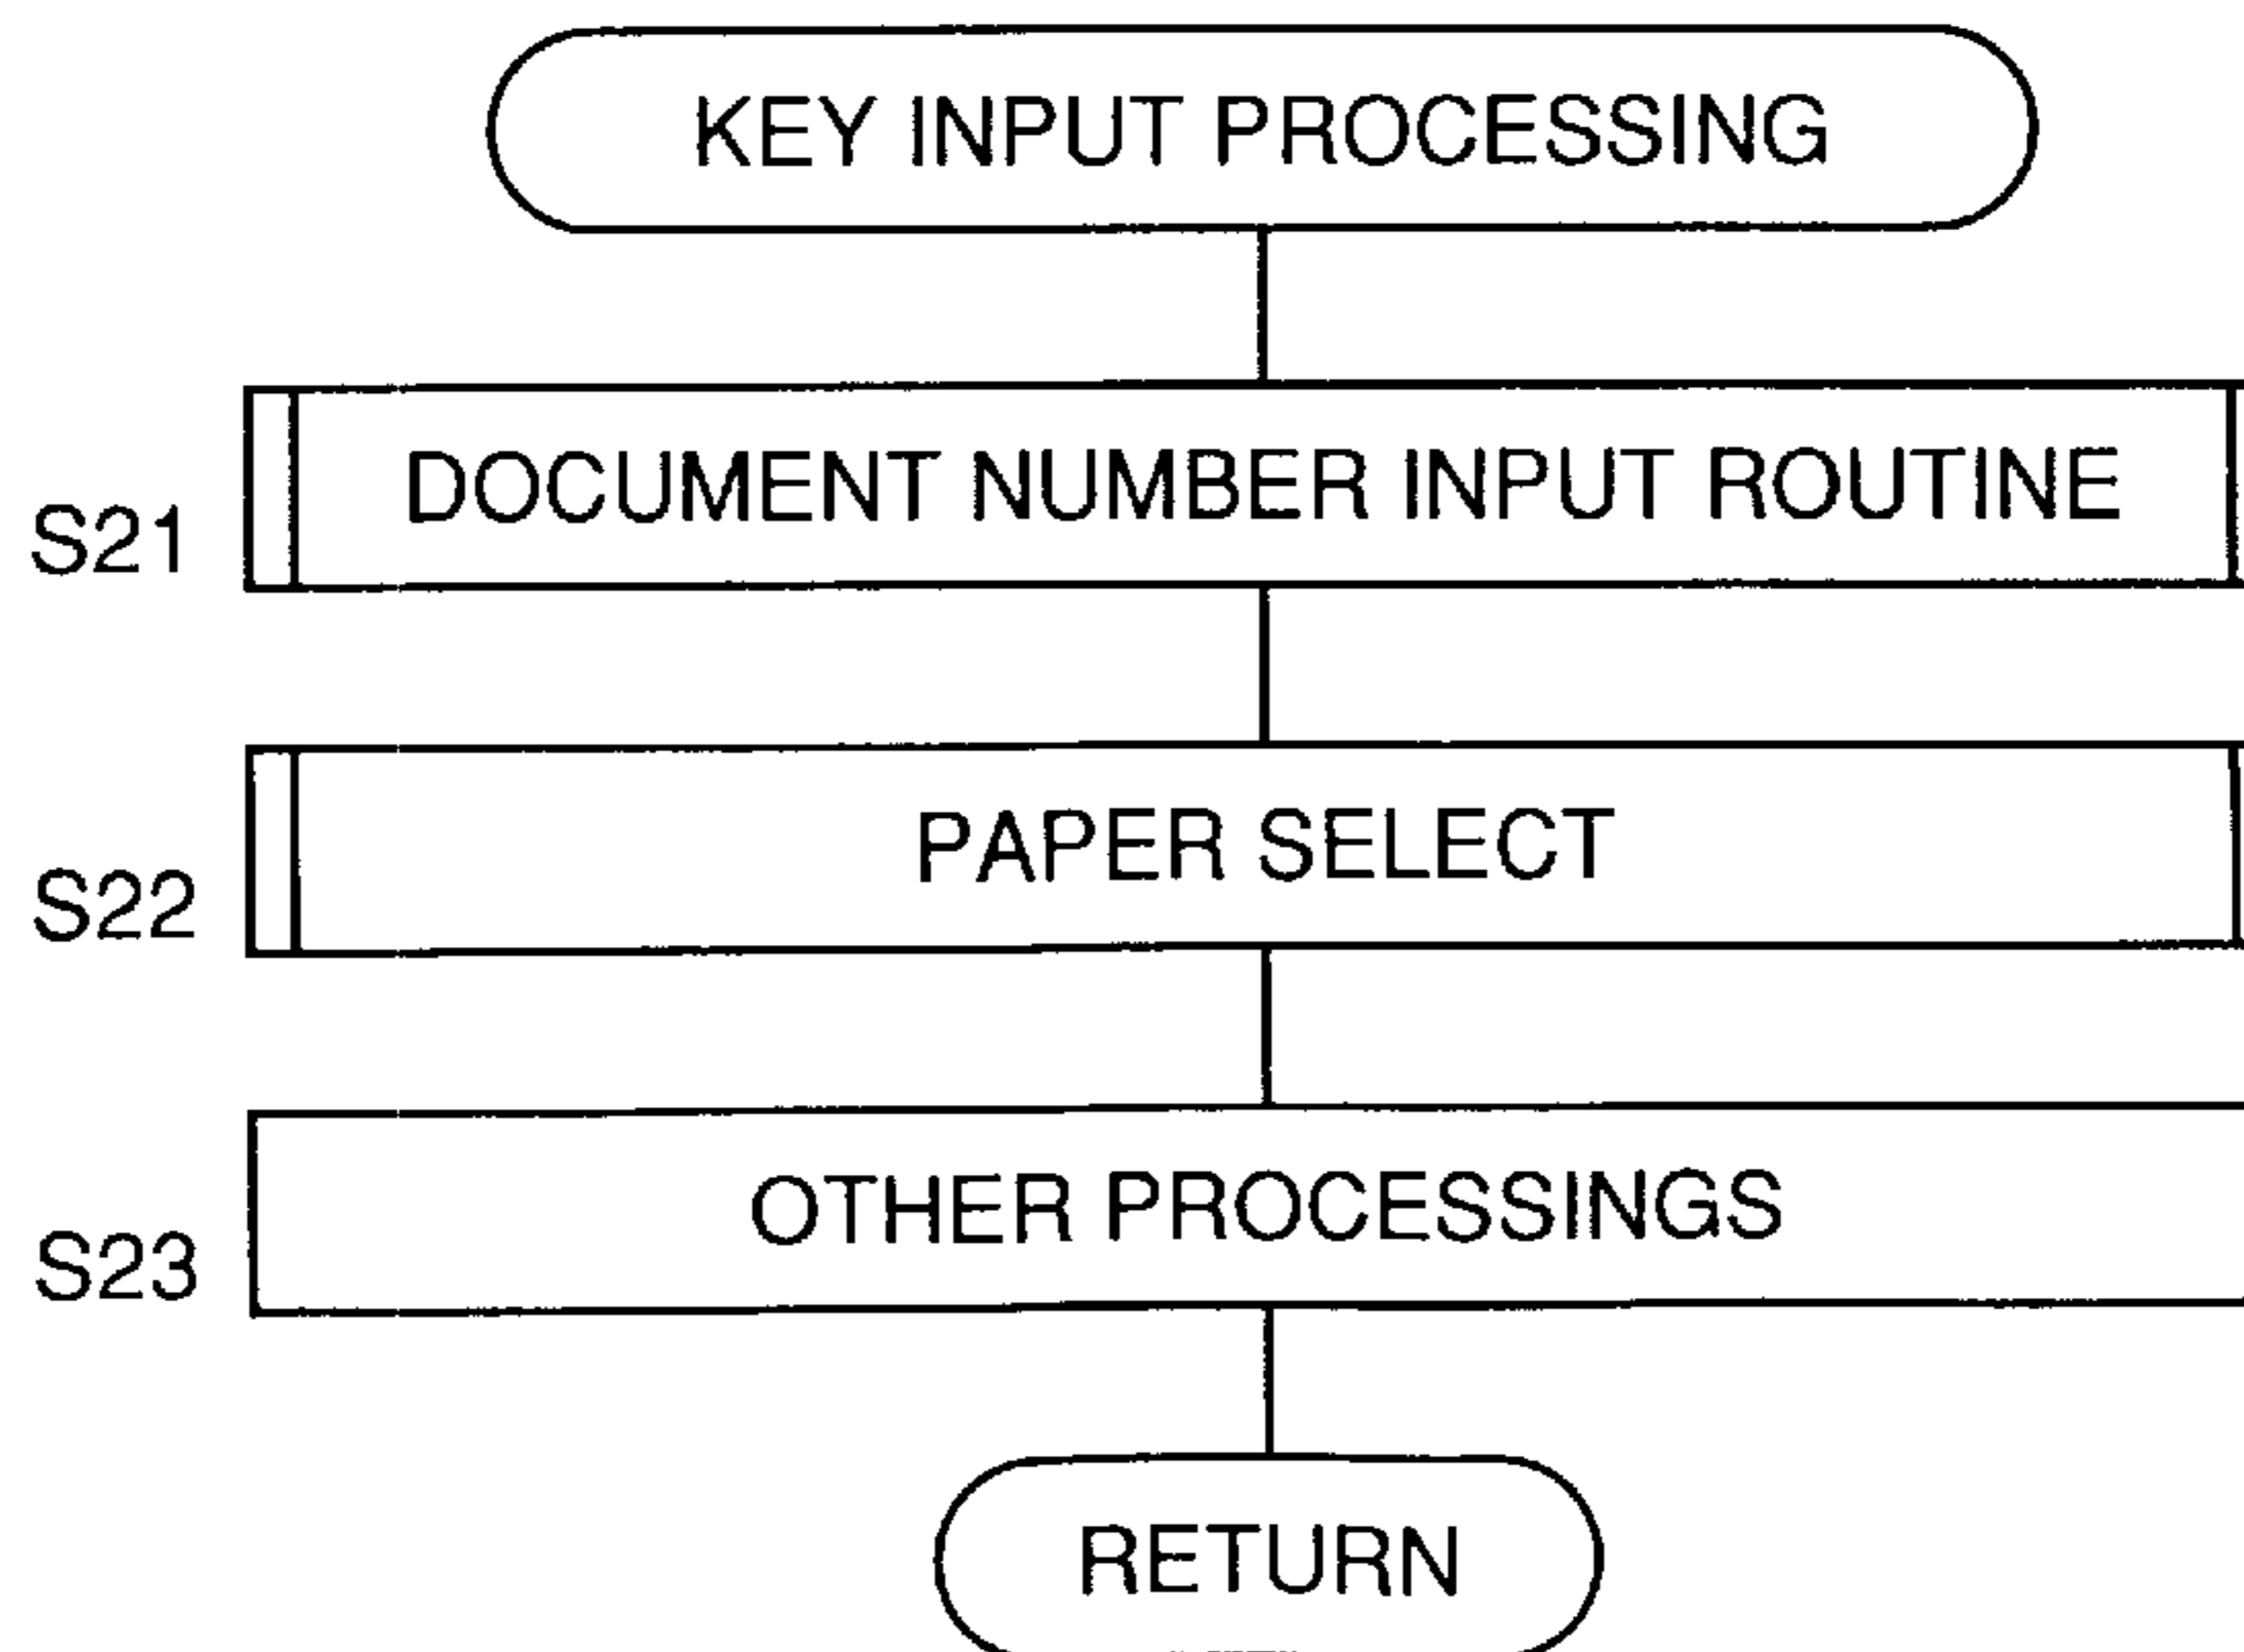 KEY INPUT PROCESSING
S21 DOCUMENT NUMBER INPUT ROUTINE
S22 PAPER SELECT
S23 OTHER PROCESSINGS
RETURN